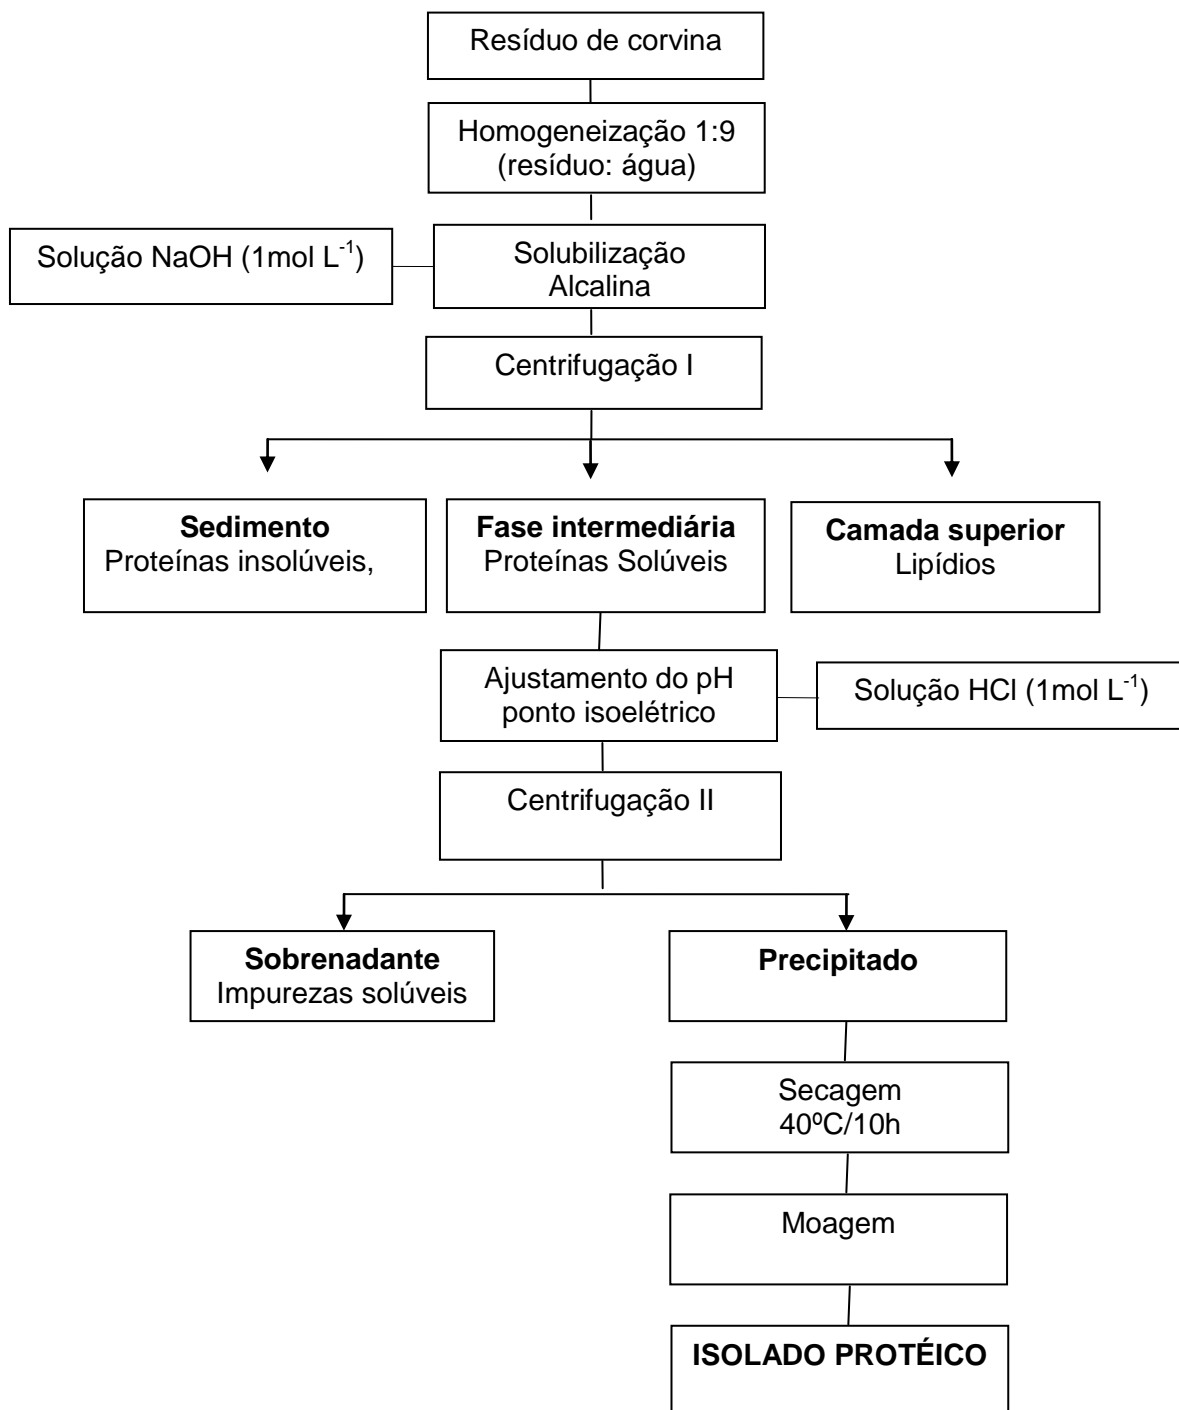 Resíduo de corvina
Homogeneização 1:9
(resíduo: água)
Solução NaOH (1mol L⁻¹)
Solubilização
Alcalina
Centrifugação I
Sedimento
Proteínas insolúveis,
Fase intermediária
Proteínas Solúveis
Camada superior
Lipídios
Ajustamento do pH
ponto isoelétrico
Solução HCl (1mol L⁻¹)
Centrifugação II
Sobrenadante
Impurezas solúveis
Precipitado
Secagem
40ºC/10h
Moagem
ISOLADO PROTÉICO